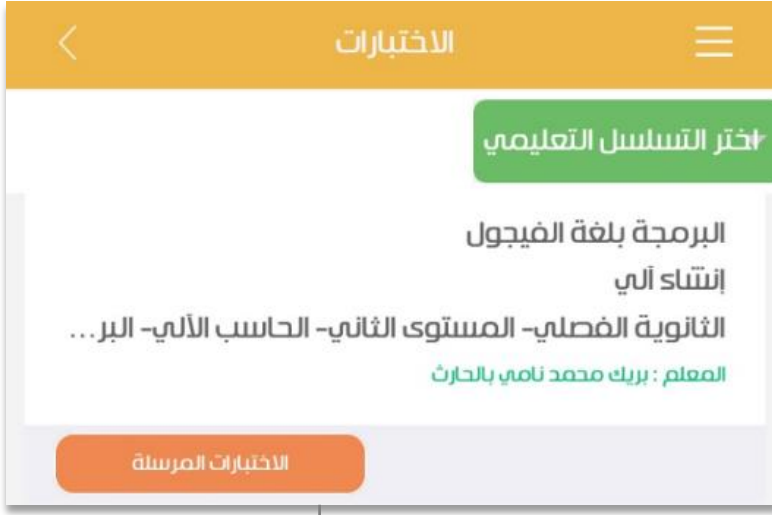 الاختبارات
اختر التسلسل التعليمي
البرمجة بلغة الفيجول
إنشاء آلي
الثانوية الفصلي- المستوى الثاني- الحاسب الألي- البر...
المعلم : بريك محمد نامي بالحارث
الاختبارات المرسلة